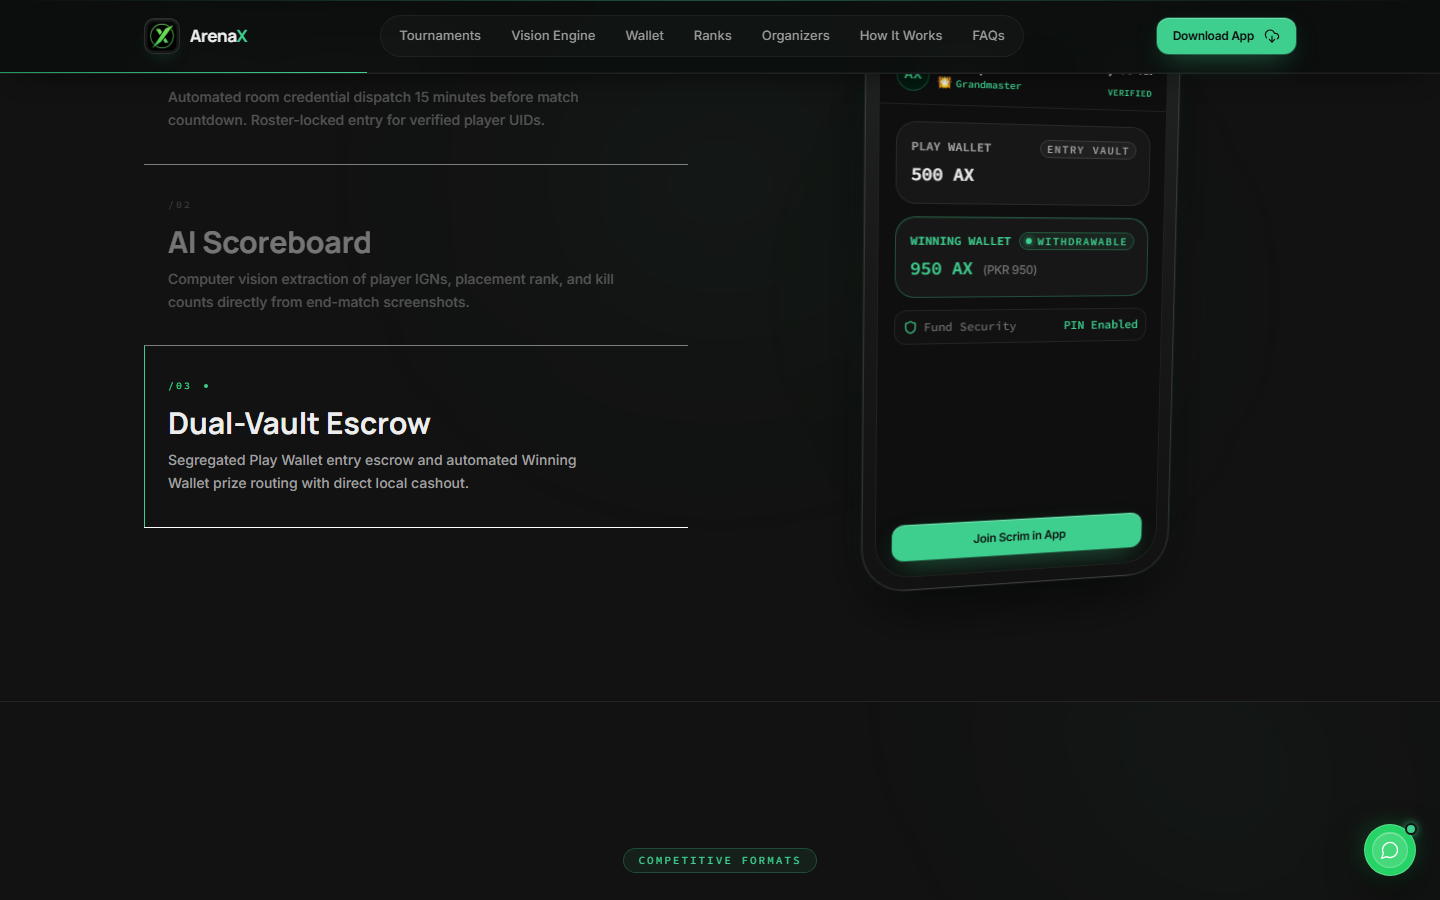 ArenaX
Tournaments
Vision Engine
Wallet
Ranks
Organizers
How It Works
FAQs
Download App
Automated room credential dispatch 15 minutes before match
countdown. Roster-locked entry for verified player UIDs.
/02
AI Scoreboard
Computer vision extraction of player IGNs, placement rank, and kill
counts directly from end-match screenshots.
/03
Dual-Vault Escrow
Segregated Play Wallet entry escrow and automated Winning
Wallet prize routing with direct local cashout.
AX
Grandmaster
VERIFIED
PLAY WALLET
ENTRY VAULT
500 AX
WINNING WALLET
WITHDRAWABLE
950 AX (PKR 950)
Fund Security
PIN Enabled
Join Scrim in App
COMPETITIVE FORMATS